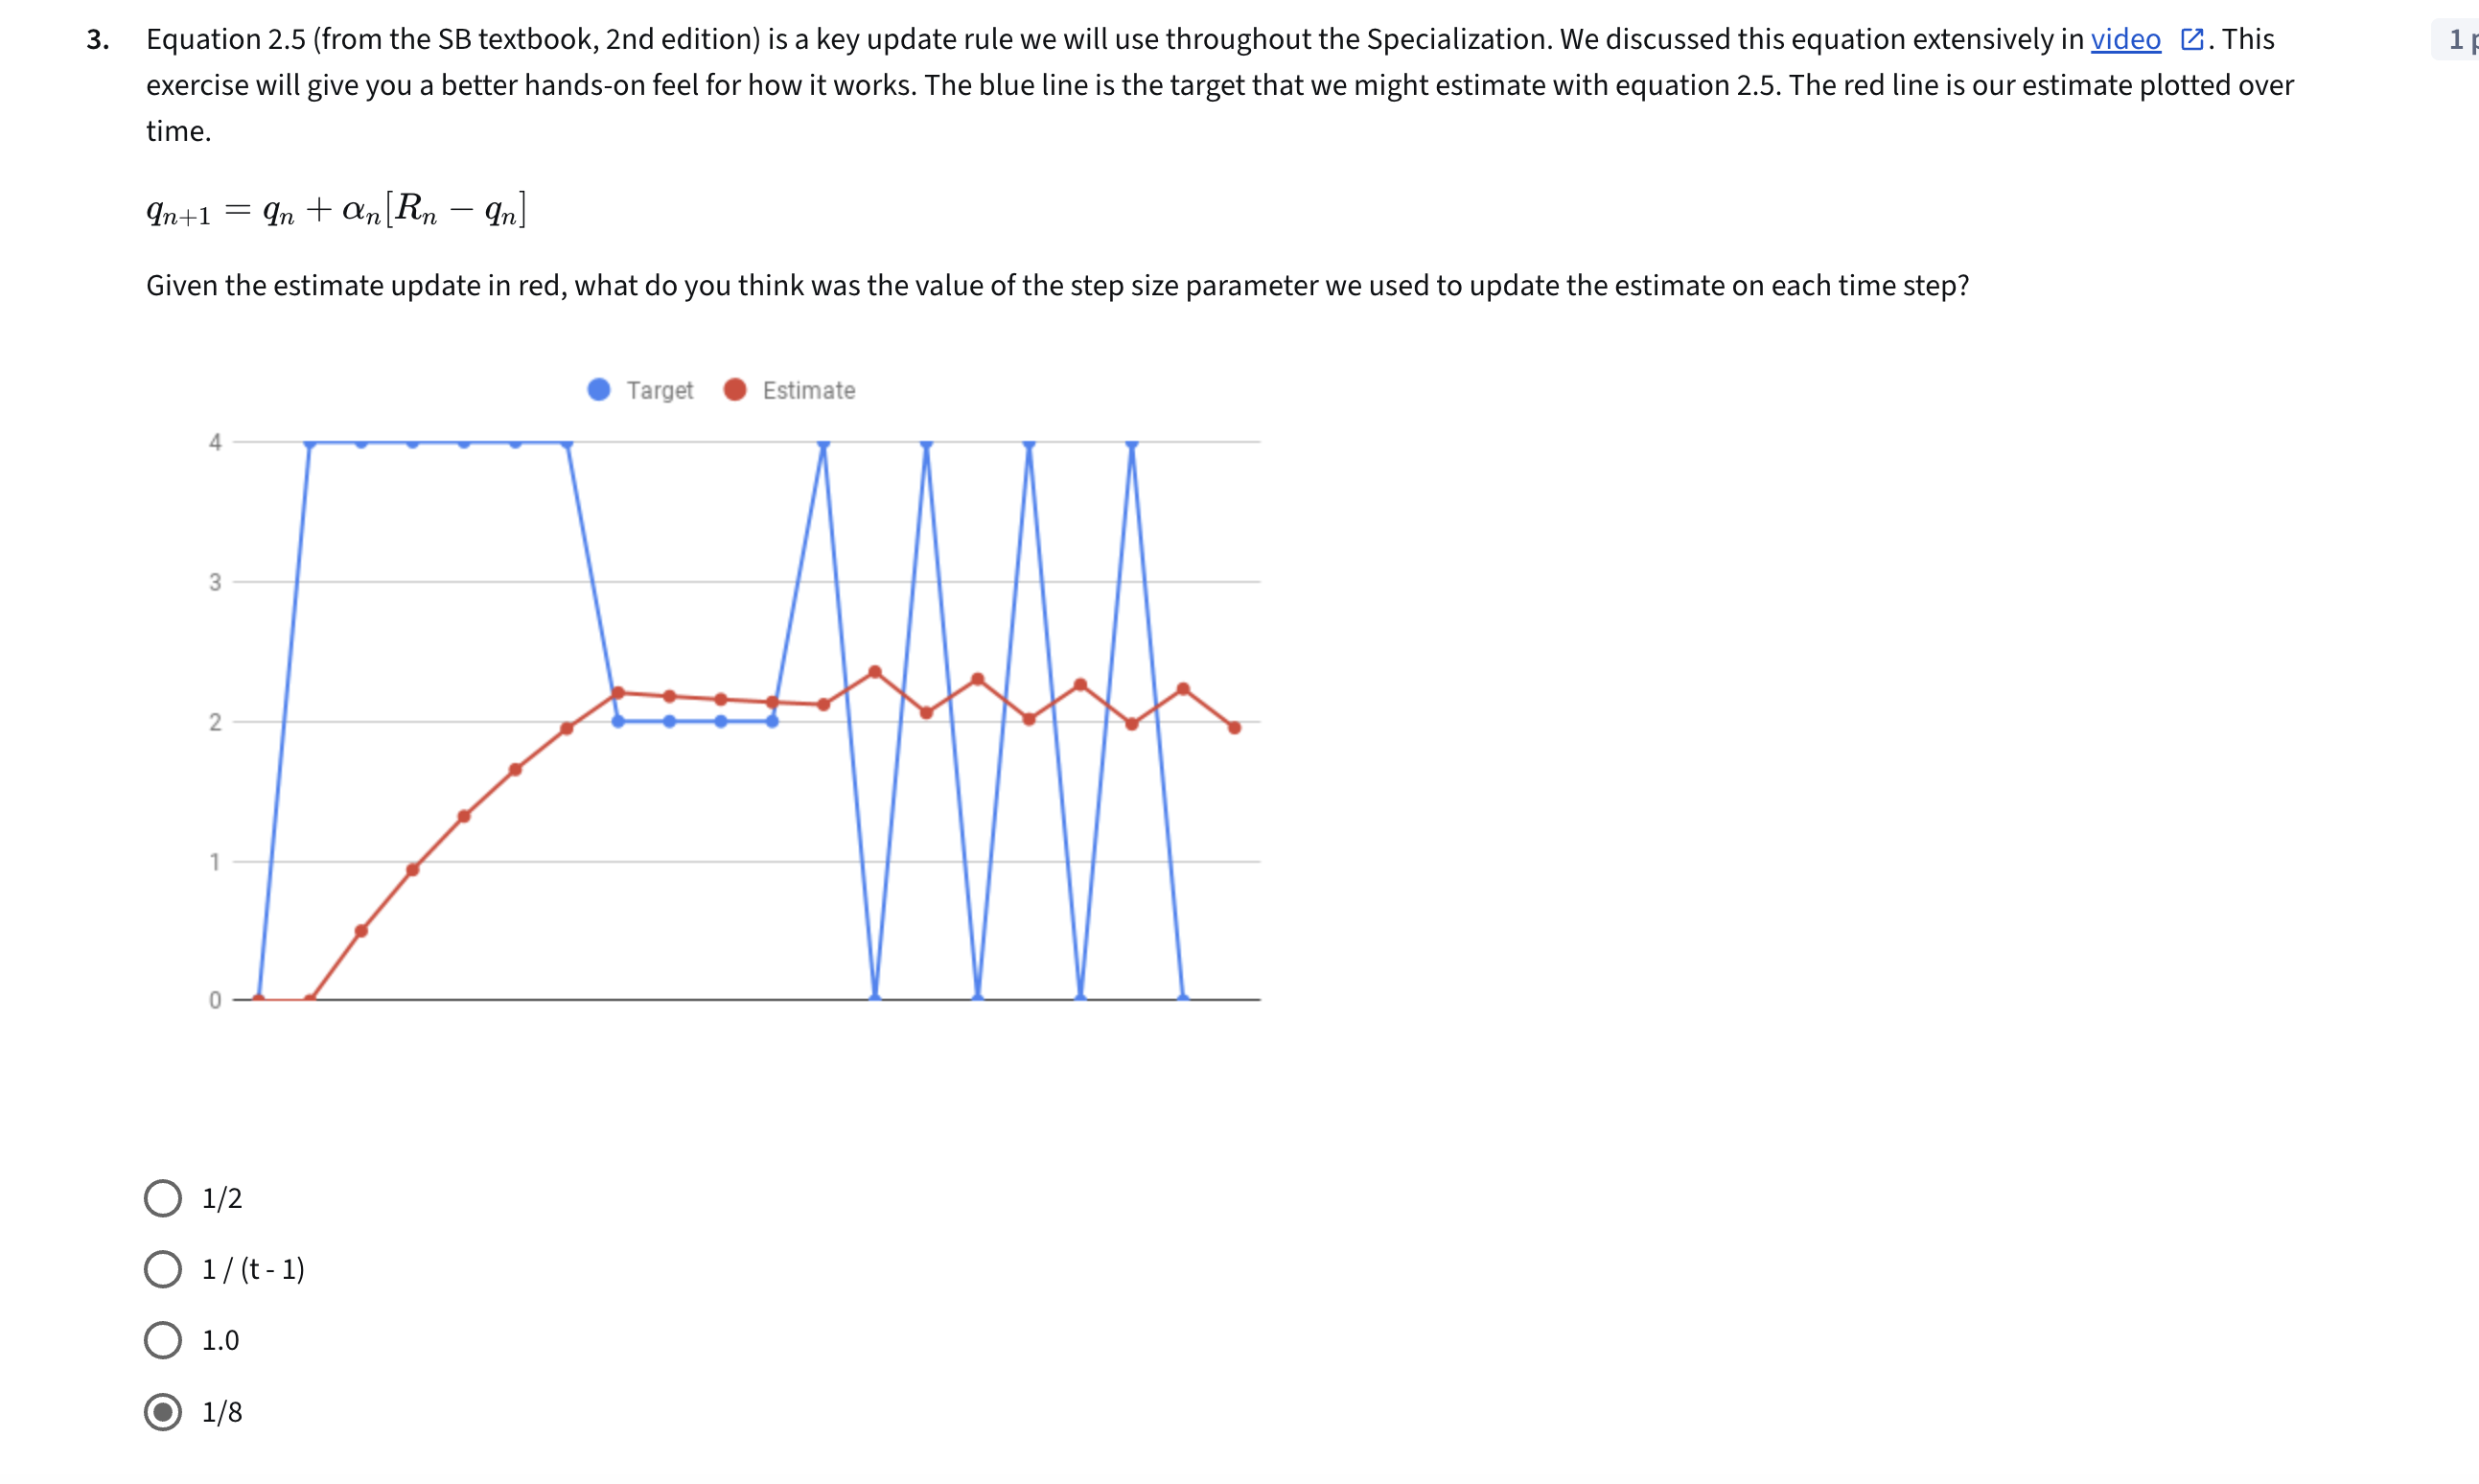 3. Equation 2.5 (from the SB textbook, 2nd edition) is a key update rule we will use throughout the Specialization. We discussed this equation extensively in video. This
1
exercise will give you a better hands-on feel for how it works. The blue line is the target that we might estimate with equation 2.5. The red line is our estimate plotted over
time.
qₙ₊₁ = qₙ + αₙ[Rₙ − qₙ]
Given the estimate update in red, what do you think was the value of the step size parameter we used to update the estimate on each time step?
Target Estimate
4
3
2
1
0
1/2
1 / (t - 1)
1.0
1/8